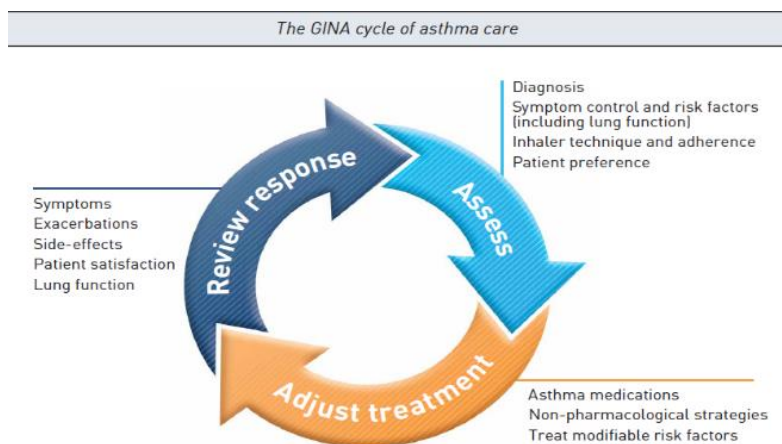 The GINA cycle of asthma care
Diagnosis
Symptom control and risk factors
(including lung function)
Inhaler technique and adherence
Patient preference
Review response
Assess
Symptoms
Exacerbations
Side-effects
Patient satisfaction
Lung function
Adjust treatment
Asthma medications
Non-pharmacological strategies
Treat modifiable risk factors